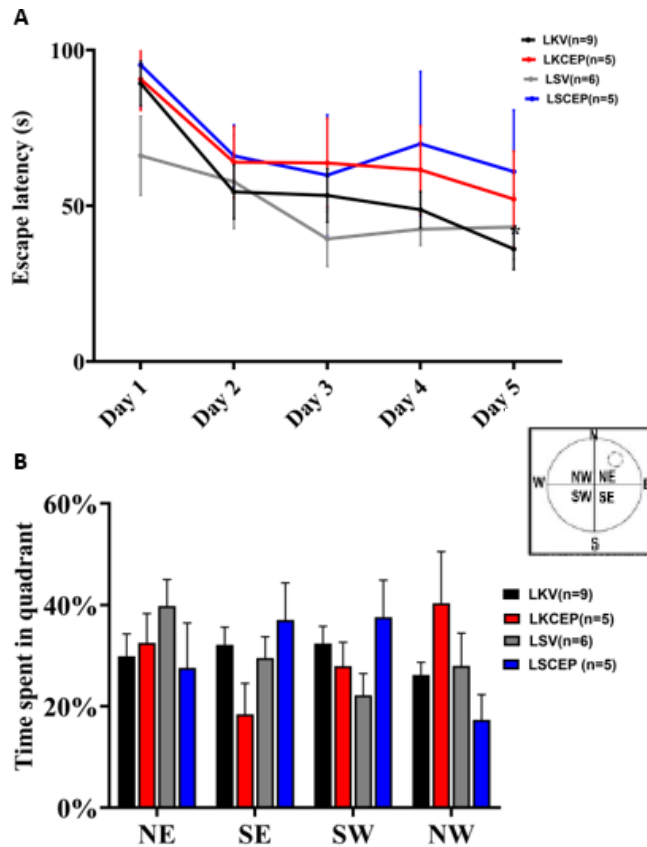 A
Escape latency (s)
100
50
0
LKV(n=9)
LKCEP(n=5)
LSV(n=6)
LSCEP(n=5)
*
Day 1
Day 2
Day 3
Day 4
Day 5
B
N
NW NE
W E
SW SE
S
Time spent in quadrant
60%
40%
20%
0%
LKV(n=9)
LKCEP(n=5)
LSV(n=6)
LSCEP (n=5)
NE SE SW NW